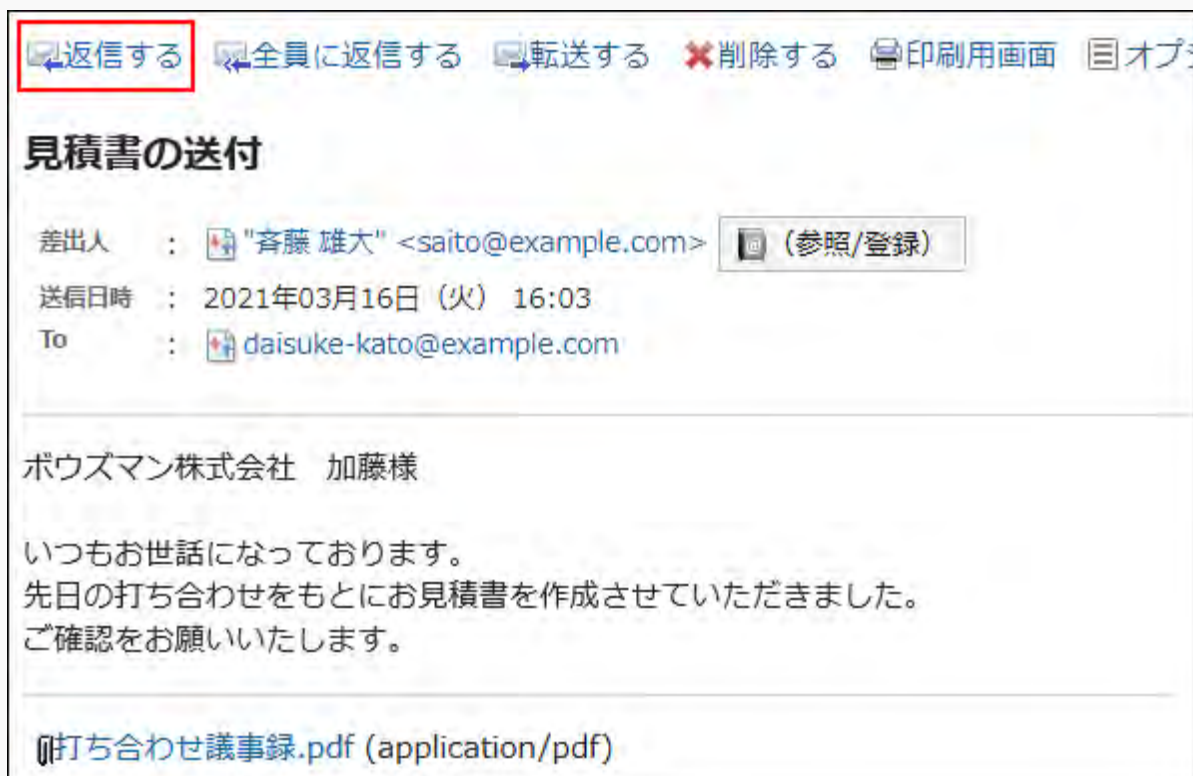 返信する 全員に返信する 転送する 削除する 印刷用画面 オプ
見積書の送付
差出人 : "斉藤 雄大" <saito@example.com> (参照/登録)
送信日時 : 2021年03月16日（火） 16:03
To : daisuke-kato@example.com
ボウズマン株式会社　加藤様
いつもお世話になっております。
先日の打ち合わせをもとにお見積書を作成させていただきました。
ご確認をお願いいたします。
打ち合わせ議事録.pdf (application/pdf)